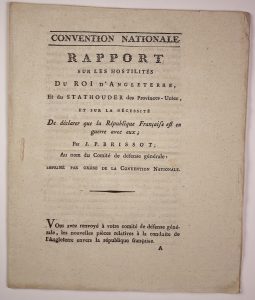 CONVENTION NATIONALE.
RAPPORT
SUR LES HOSTILITÉS
DU ROI D'ANGLETERRE,
Et du STATHOUDER des Provinces-Unies,
ET SUR LA NÉCESSITÉ
De déclarer que la République Française est en
guerre avec eux ;
Par J. P. BRISSOT ;
Au nom du Comité de défense générale :
IMPRIMÉ PAR ORDRE DE LA CONVENTION NATIONALE.
VOUS avez renvoyé à votre comité de défense générale,
les nouvelles pièces relatives à la conduite de
l'Angleterre envers la république française.
A